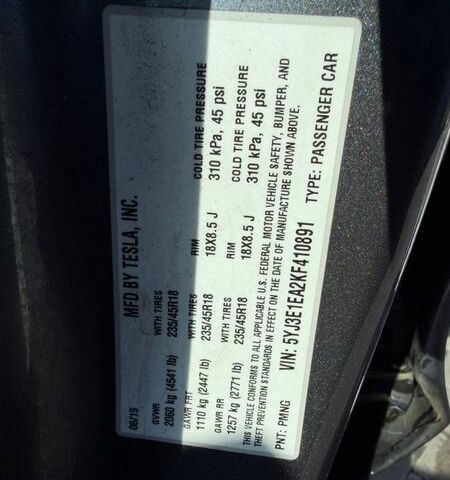 MFD BY TESLA, INC.
06/19
GVWR
2060 kg (4541 lb)
GAWR FRT WITH TIRES RIM COLD TIRE PRESSURE
1110 kg (2447 lb) 235/45R18 18X8.5 J 310 kPa, 45 psi
GAWR RR WITH TIRES RIM COLD TIRE PRESSURE
1257 kg (2771 lb) 235/45R18 18X8.5 J 310 kPa, 45 psi
THIS VEHICLE CONFORMS TO ALL APPLICABLE U.S. FEDERAL MOTOR VEHICLE SAFETY, BUMPER, AND
THEFT PREVENTION STANDARDS IN EFFECT ON THE DATE OF MANUFACTURE SHOWN ABOVE.
PNT: PMNG VIN: 5YJ3E1EA2KF410891 TYPE: PASSENGER CAR